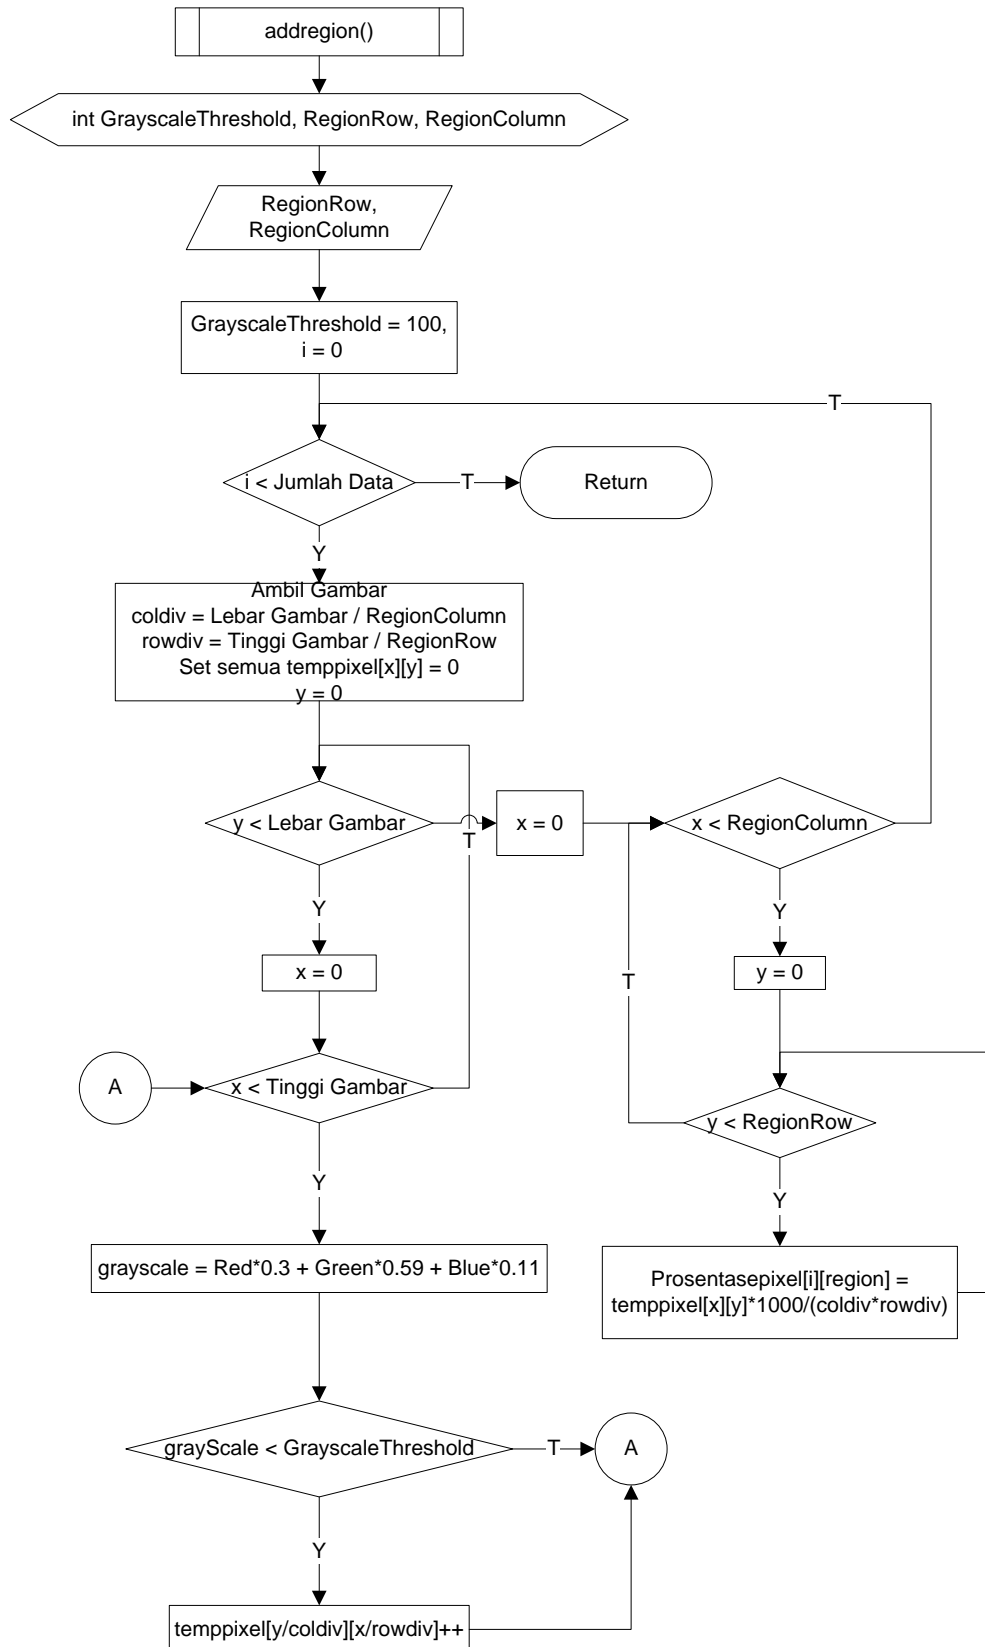 addregion()
int GrayscaleThreshold, RegionRow, RegionColumn
RegionRow,
RegionColumn
GrayscaleThreshold = 100,
i = 0
T
i < Jumlah Data
T
Return
Y
Ambil Gambar
coldiv = Lebar Gambar / RegionColumn
rowdiv = Tinggi Gambar / RegionRow
Set semua temppixel[x][y] = 0
y = 0
y < Lebar Gambar
T
x = 0
x < RegionColumn
Y
Y
x = 0
T
y = 0
A
x < Tinggi Gambar
y < RegionRow
Y
Y
grayscale = Red*0.3 + Green*0.59 + Blue*0.11
Prosentasepixel[i][region] =
temppixel[x][y]*1000/(coldiv*rowdiv)
grayScale < GrayscaleThreshold
T
A
Y
temppixel[y/coldiv][x/rowdiv]++